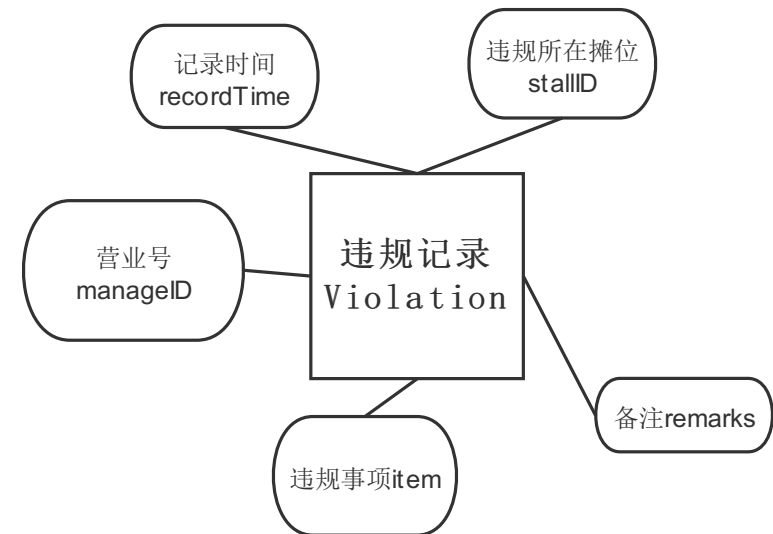 记录时间
recordTime
违规所在摊位
stallID
营业号
manageID
违规记录
Violation
备注remarks
违规事项item